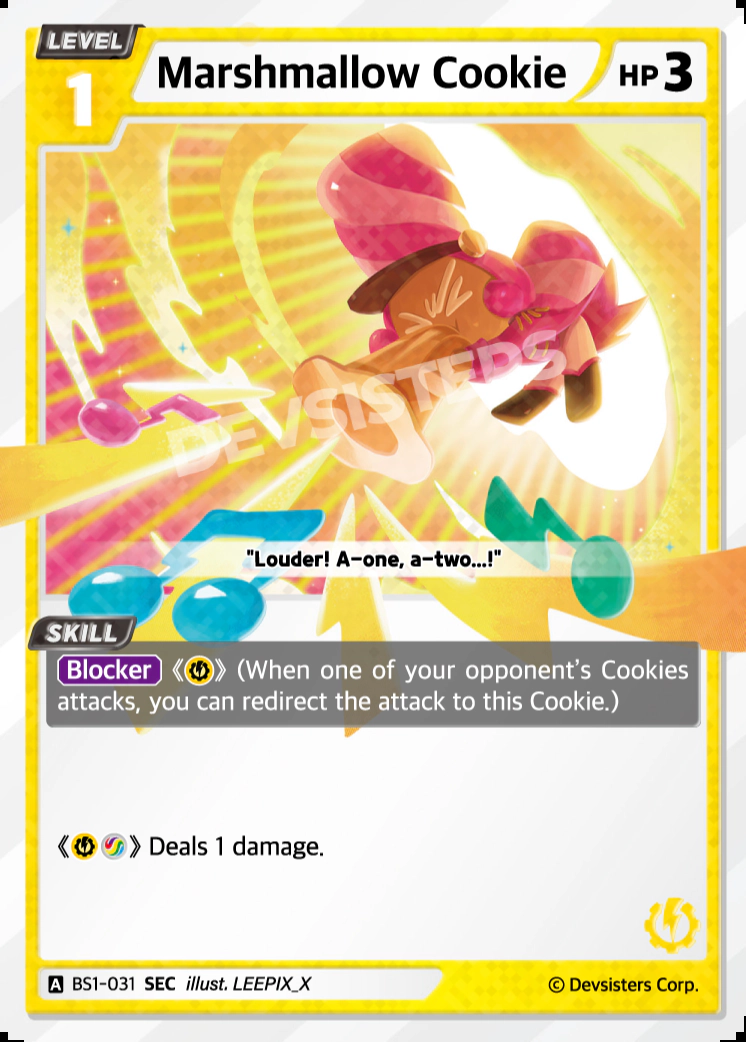 LEVEL
1
Marshmallow Cookie
HP 3
DEVSISTERS
"Louder! A-one, a-two...!"
SKILL
Blocker 《》 (When one of your opponent's Cookies
attacks, you can redirect the attack to this Cookie.)
《》 Deals 1 damage.
A BS1-031 SEC illust. LEEPIX_X
© Devsisters Corp.